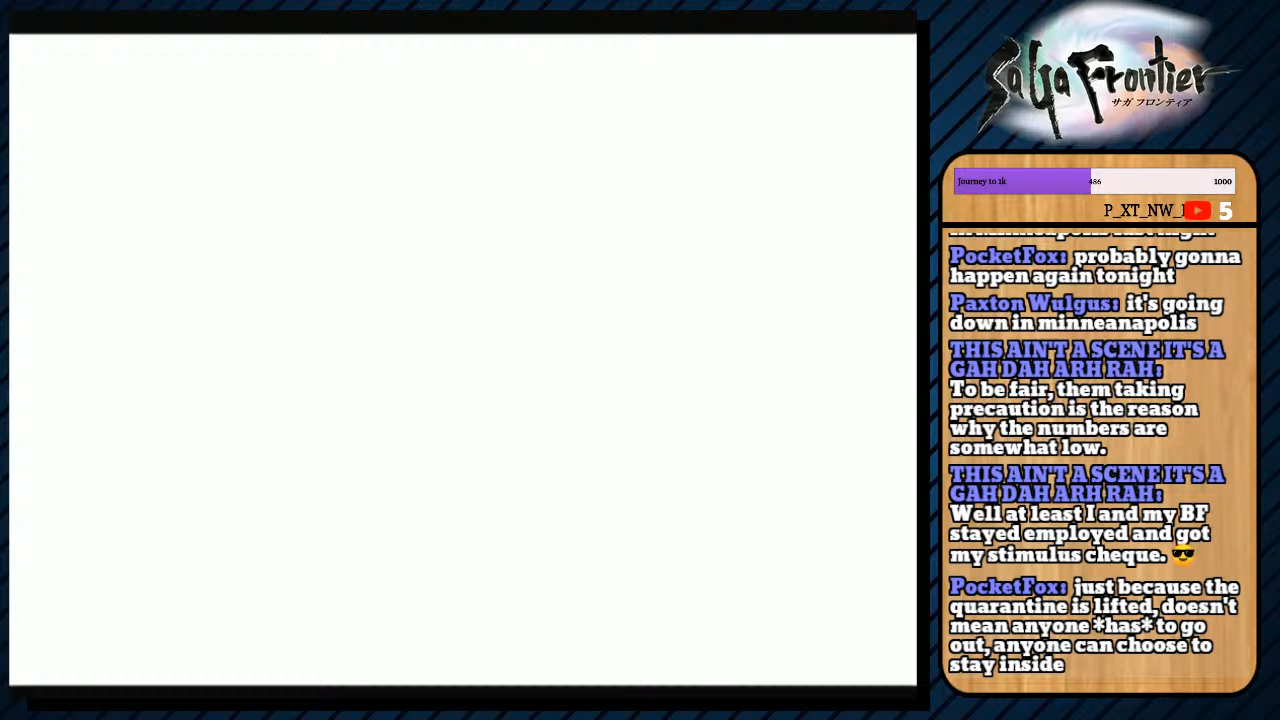 SaGa Frontier
サガ フロンティア
Journey to 1k 486 1000
P_XT_NW_ 5
PocketFox: probably gonna
happen again tonight
Paxton Wulgus: it's going
down in minneanapolis
THIS AIN'T A SCENE IT'S A
GAH DAH ARH RAH:
To be fair, them taking
precaution is the reason
why the numbers are
somewhat low.
THIS AIN'T A SCENE IT'S A
GAH DAH ARH RAH:
Well at least I and my BF
stayed employed and got
my stimulus cheque. 😎
PocketFox: just because the
quarantine is lifted, doesn't
mean anyone *has* to go
out, anyone can choose to
stay inside